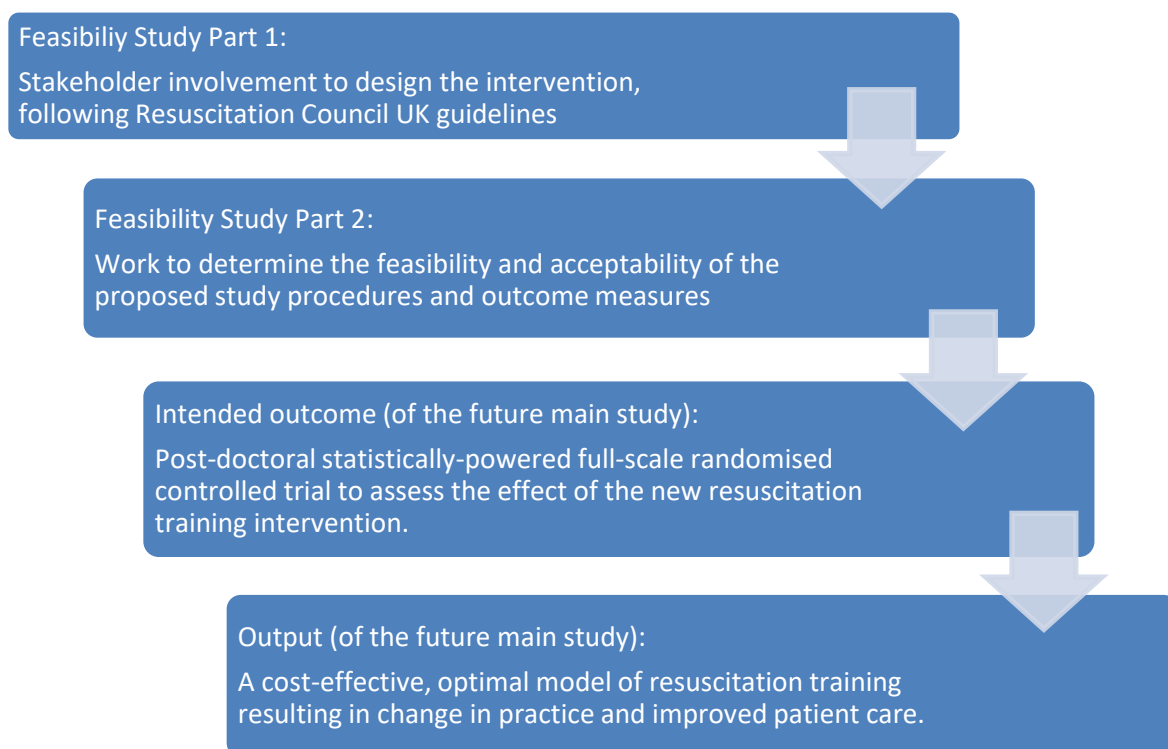 Feasibiliy Study Part 1:
Stakeholder involvement to design the intervention,
following Resuscitation Council UK guidelines
Feasibility Study Part 2:
Work to determine the feasibility and acceptability of the
proposed study procedures and outcome measures
Intended outcome (of the future main study):
Post-doctoral statistically-powered full-scale randomised
controlled trial to assess the effect of the new resuscitation
training intervention.
Output (of the future main study):
A cost-effective, optimal model of resuscitation training
resulting in change in practice and improved patient care.